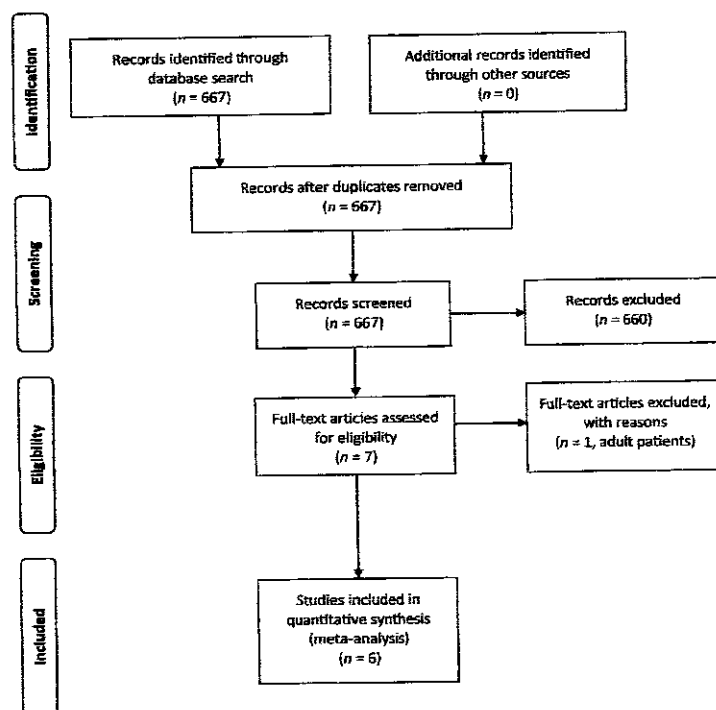 Identification
Records identified through
database search
(n = 667)
Additional records identified
through other sources
(n = 0)
Records after duplicates removed
(n = 667)
Screening
Records screened
(n = 667)
Records excluded
(n = 660)
Eligibility
Full-text articles assessed
for eligibility
(n = 7)
Full-text articles excluded,
with reasons
(n = 1, adult patients)
Included
Studies included in
quantitative synthesis
(meta-analysis)
(n = 6)